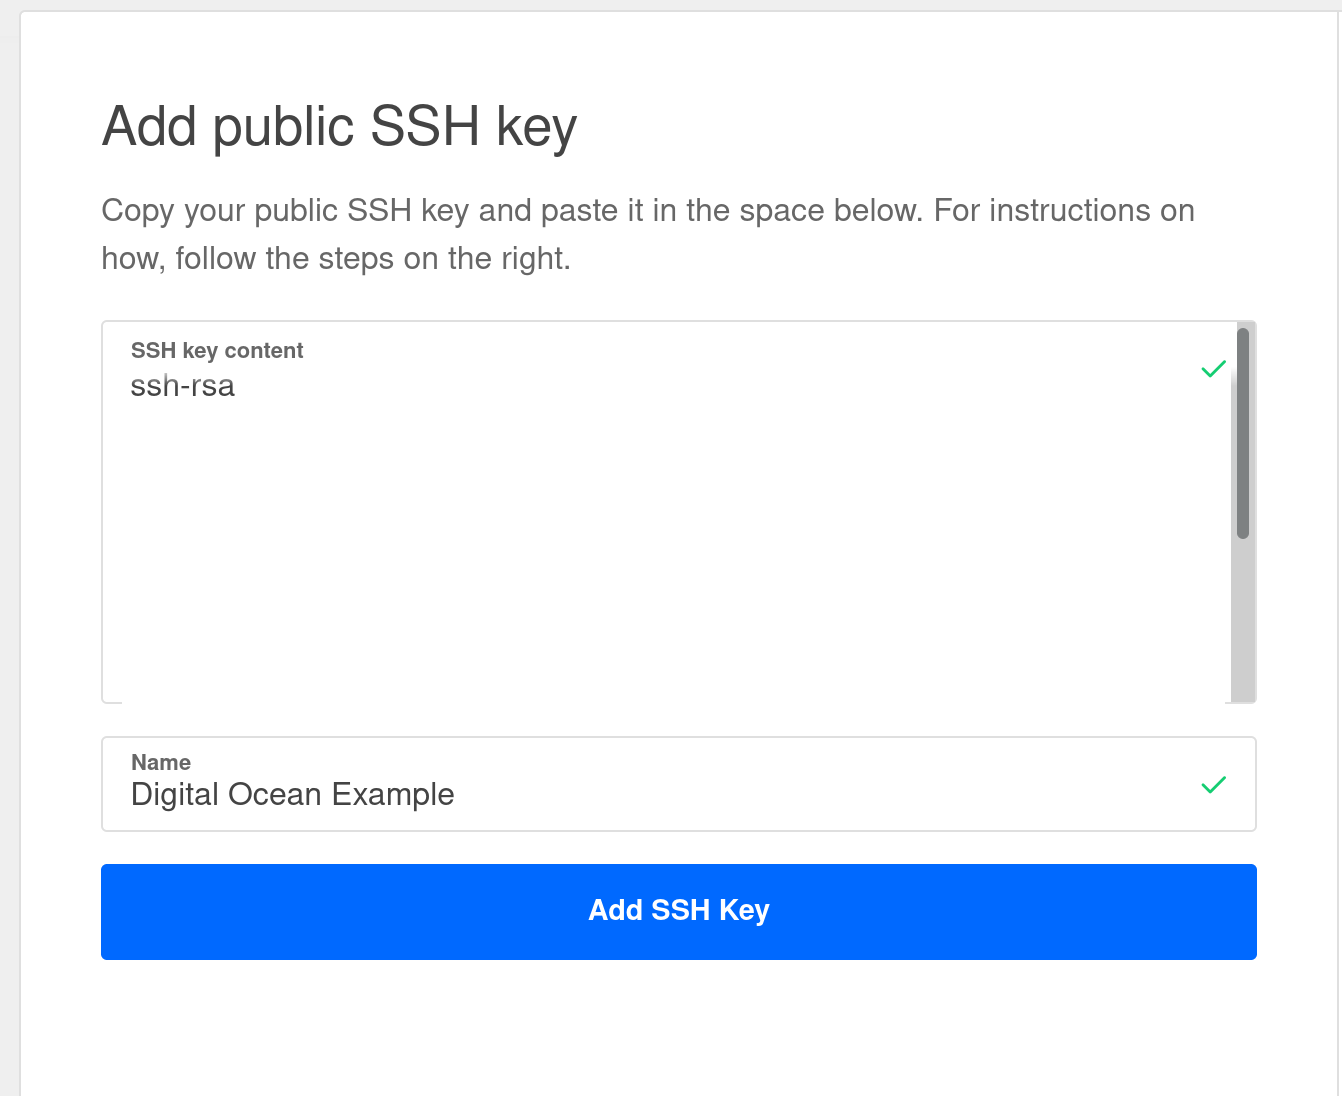 Add public SSH key
Copy your public SSH key and paste it in the space below. For instructions on
how, follow the steps on the right.
SSH key content
ssh-rsa
Name
Digital Ocean Example
Add SSH Key